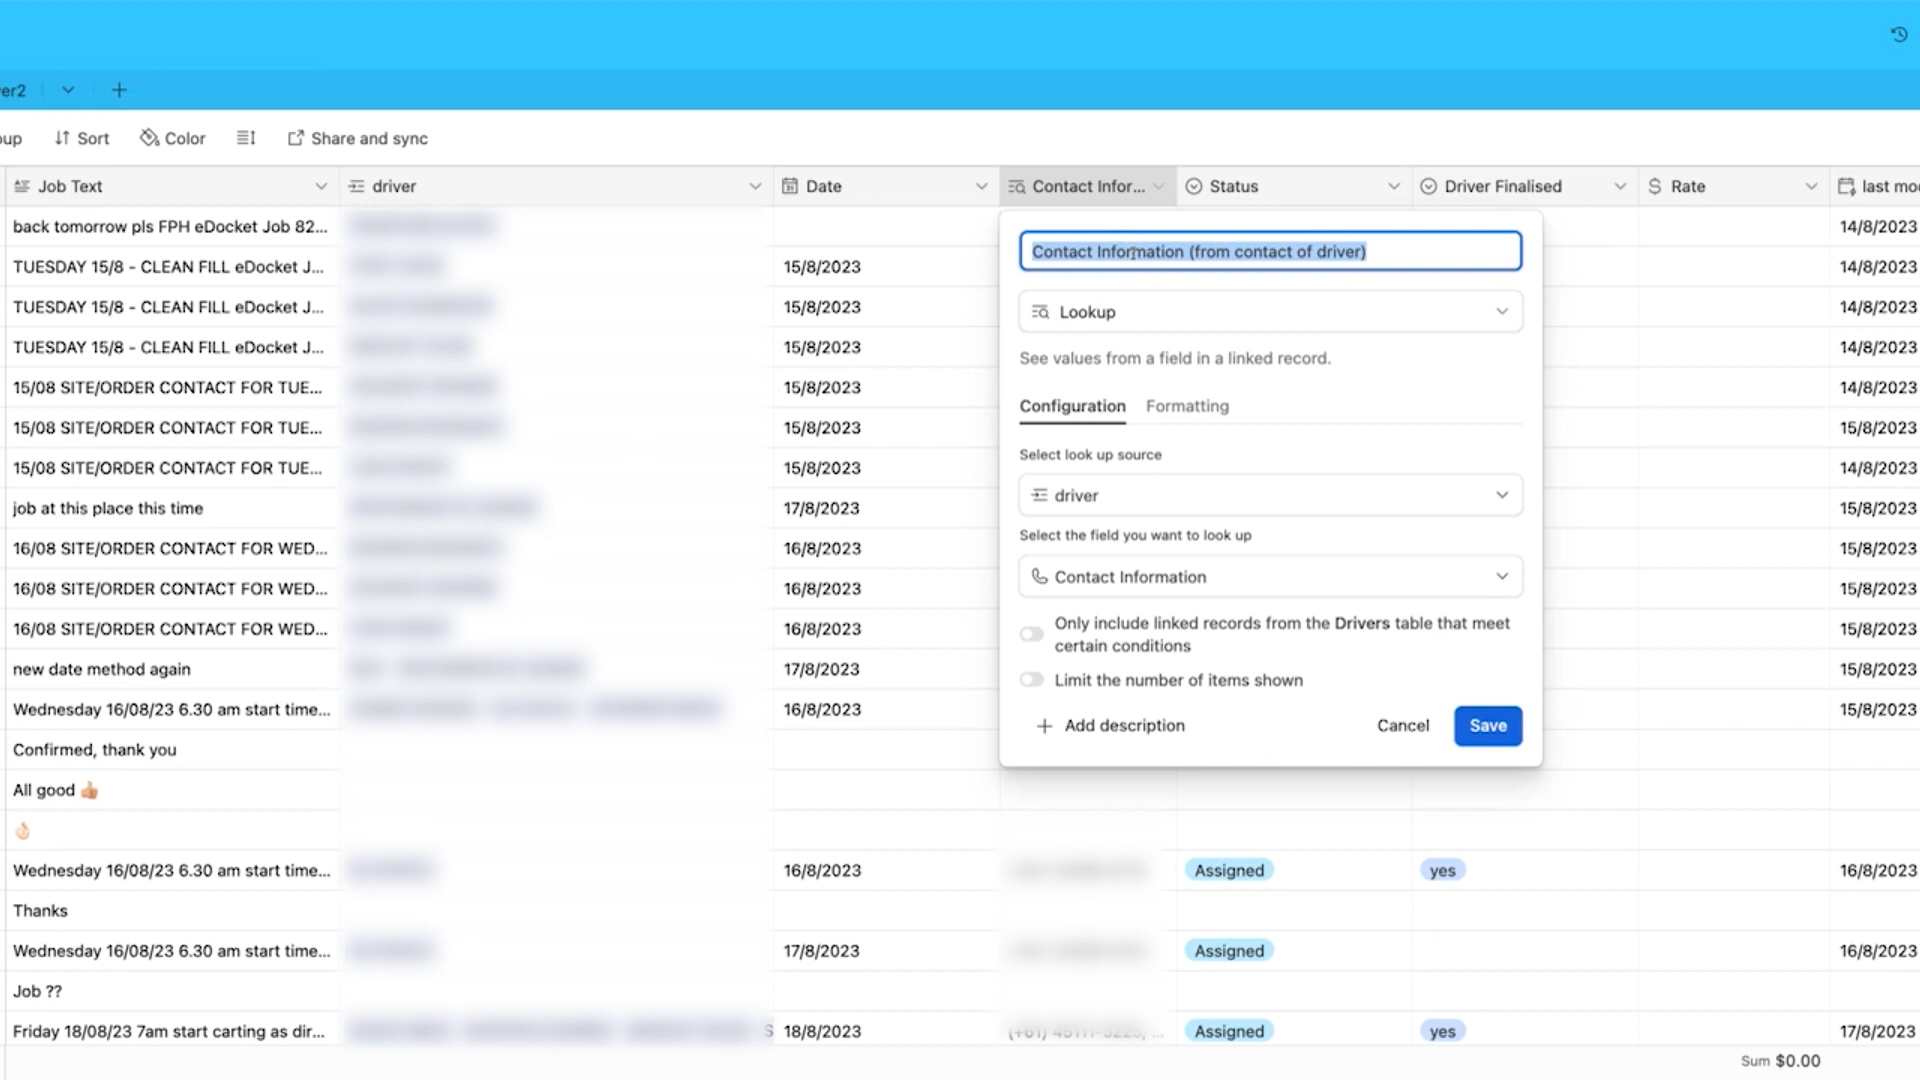 er2
oup Sort Color Share and sync
Job Text driver Date Contact Infor... Status Driver Finalised Rate last mo
back tomorrow pls FPH eDocket Job 82... 14/8/2023
TUESDAY 15/8 - CLEAN FILL eDocket J... 15/8/2023 14/8/2023
TUESDAY 15/8 - CLEAN FILL eDocket J... 15/8/2023 14/8/2023
TUESDAY 15/8 - CLEAN FILL eDocket J... 15/8/2023 14/8/2023
15/08 SITE/ORDER CONTACT FOR TUE... 15/8/2023 14/8/2023
15/08 SITE/ORDER CONTACT FOR TUE... 15/8/2023 15/8/2023
15/08 SITE/ORDER CONTACT FOR TUE... 15/8/2023 14/8/2023
job at this place this time 17/8/2023 15/8/2023
16/08 SITE/ORDER CONTACT FOR WED... 16/8/2023 15/8/2023
16/08 SITE/ORDER CONTACT FOR WED... 16/8/2023 15/8/2023
16/08 SITE/ORDER CONTACT FOR WED... 16/8/2023 15/8/2023
new date method again 17/8/2023 15/8/2023
Wednesday 16/08/23 6.30 am start time... 16/8/2023 15/8/2023
Confirmed, thank you
All good 👍🏼
👌🏻
Wednesday 16/08/23 6.30 am start time... 16/8/2023 Assigned yes 16/8/2023
Thanks
Wednesday 16/08/23 6.30 am start time... 17/8/2023 Assigned 16/8/2023
Job ??
Friday 18/08/23 7am start carting as dir... S 18/8/2023 Assigned yes 17/8/2023
Sum $0.00
Contact Information (from contact of driver)
Lookup
See values from a field in a linked record.
Configuration Formatting
Select look up source
driver
Select the field you want to look up
Contact Information
Only include linked records from the Drivers table that meet
certain conditions
Limit the number of items shown
Add description Cancel Save